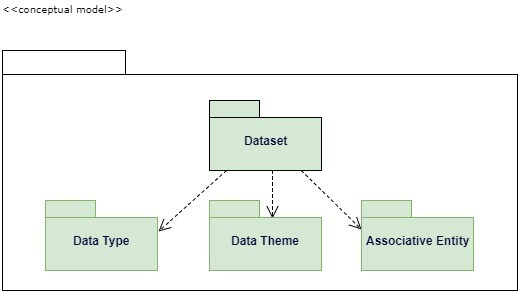 <<conceptual model>>
Dataset
Data Type
Data Theme
Associative Entity